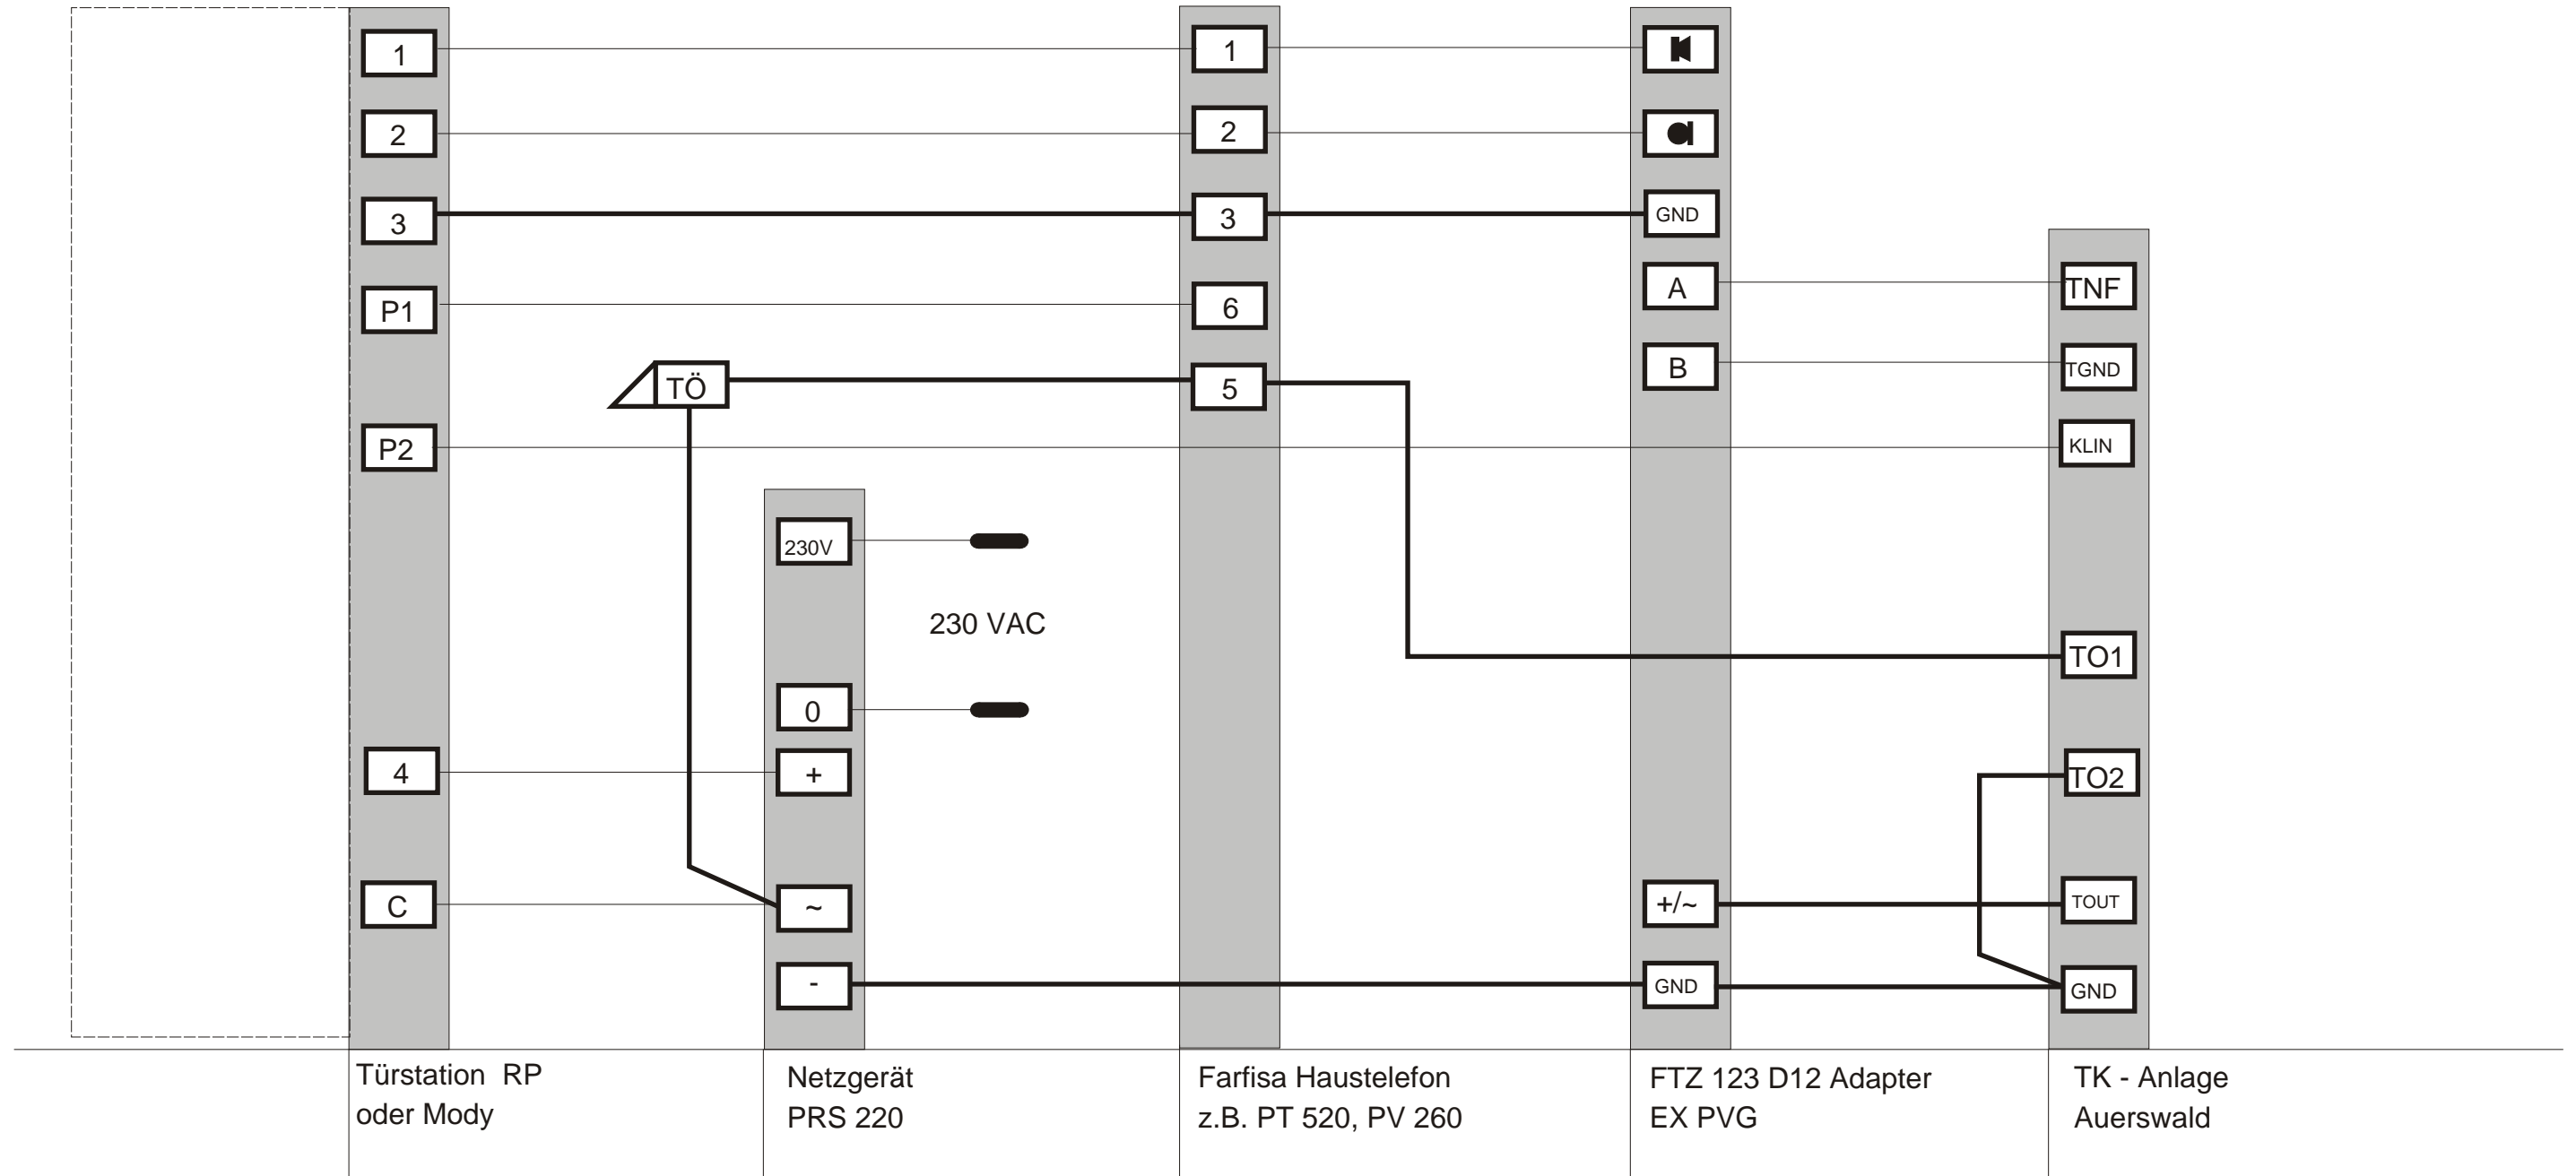 1
2
3
P1
P2
4
C
TÖ
230V
0
+
~
-
230 VAC
1
2
3
6
5
GND
A
B
+/~
GND
TNF
TGND
KLIN
TO1
TO2
TOUT
GND
Türstation RP
oder Mody
Netzgerät
PRS 220
Farfisa Haustelefon
z.B. PT 520, PV 260
FTZ 123 D12 Adapter
EX PVG
TK - Anlage
Auerswald